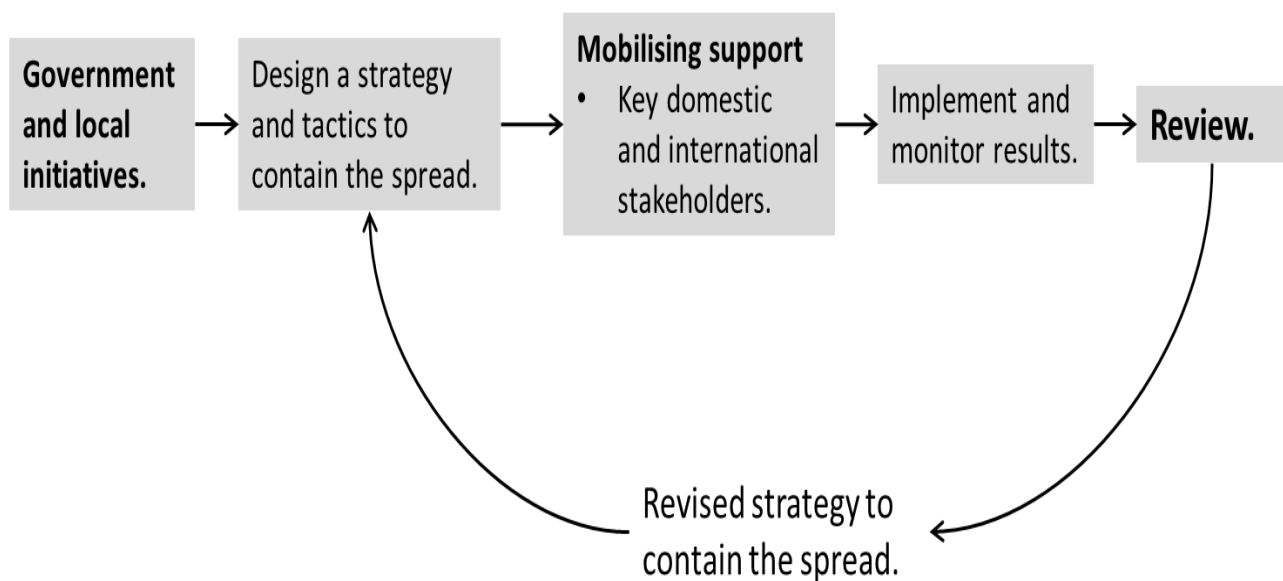 Government
and local
initiatives.
Design a strategy
and tactics to
contain the spread.
Mobilising support
• Key domestic
and international
stakeholders.
Implement and
monitor results.
Review.
Revised strategy to
contain the spread.